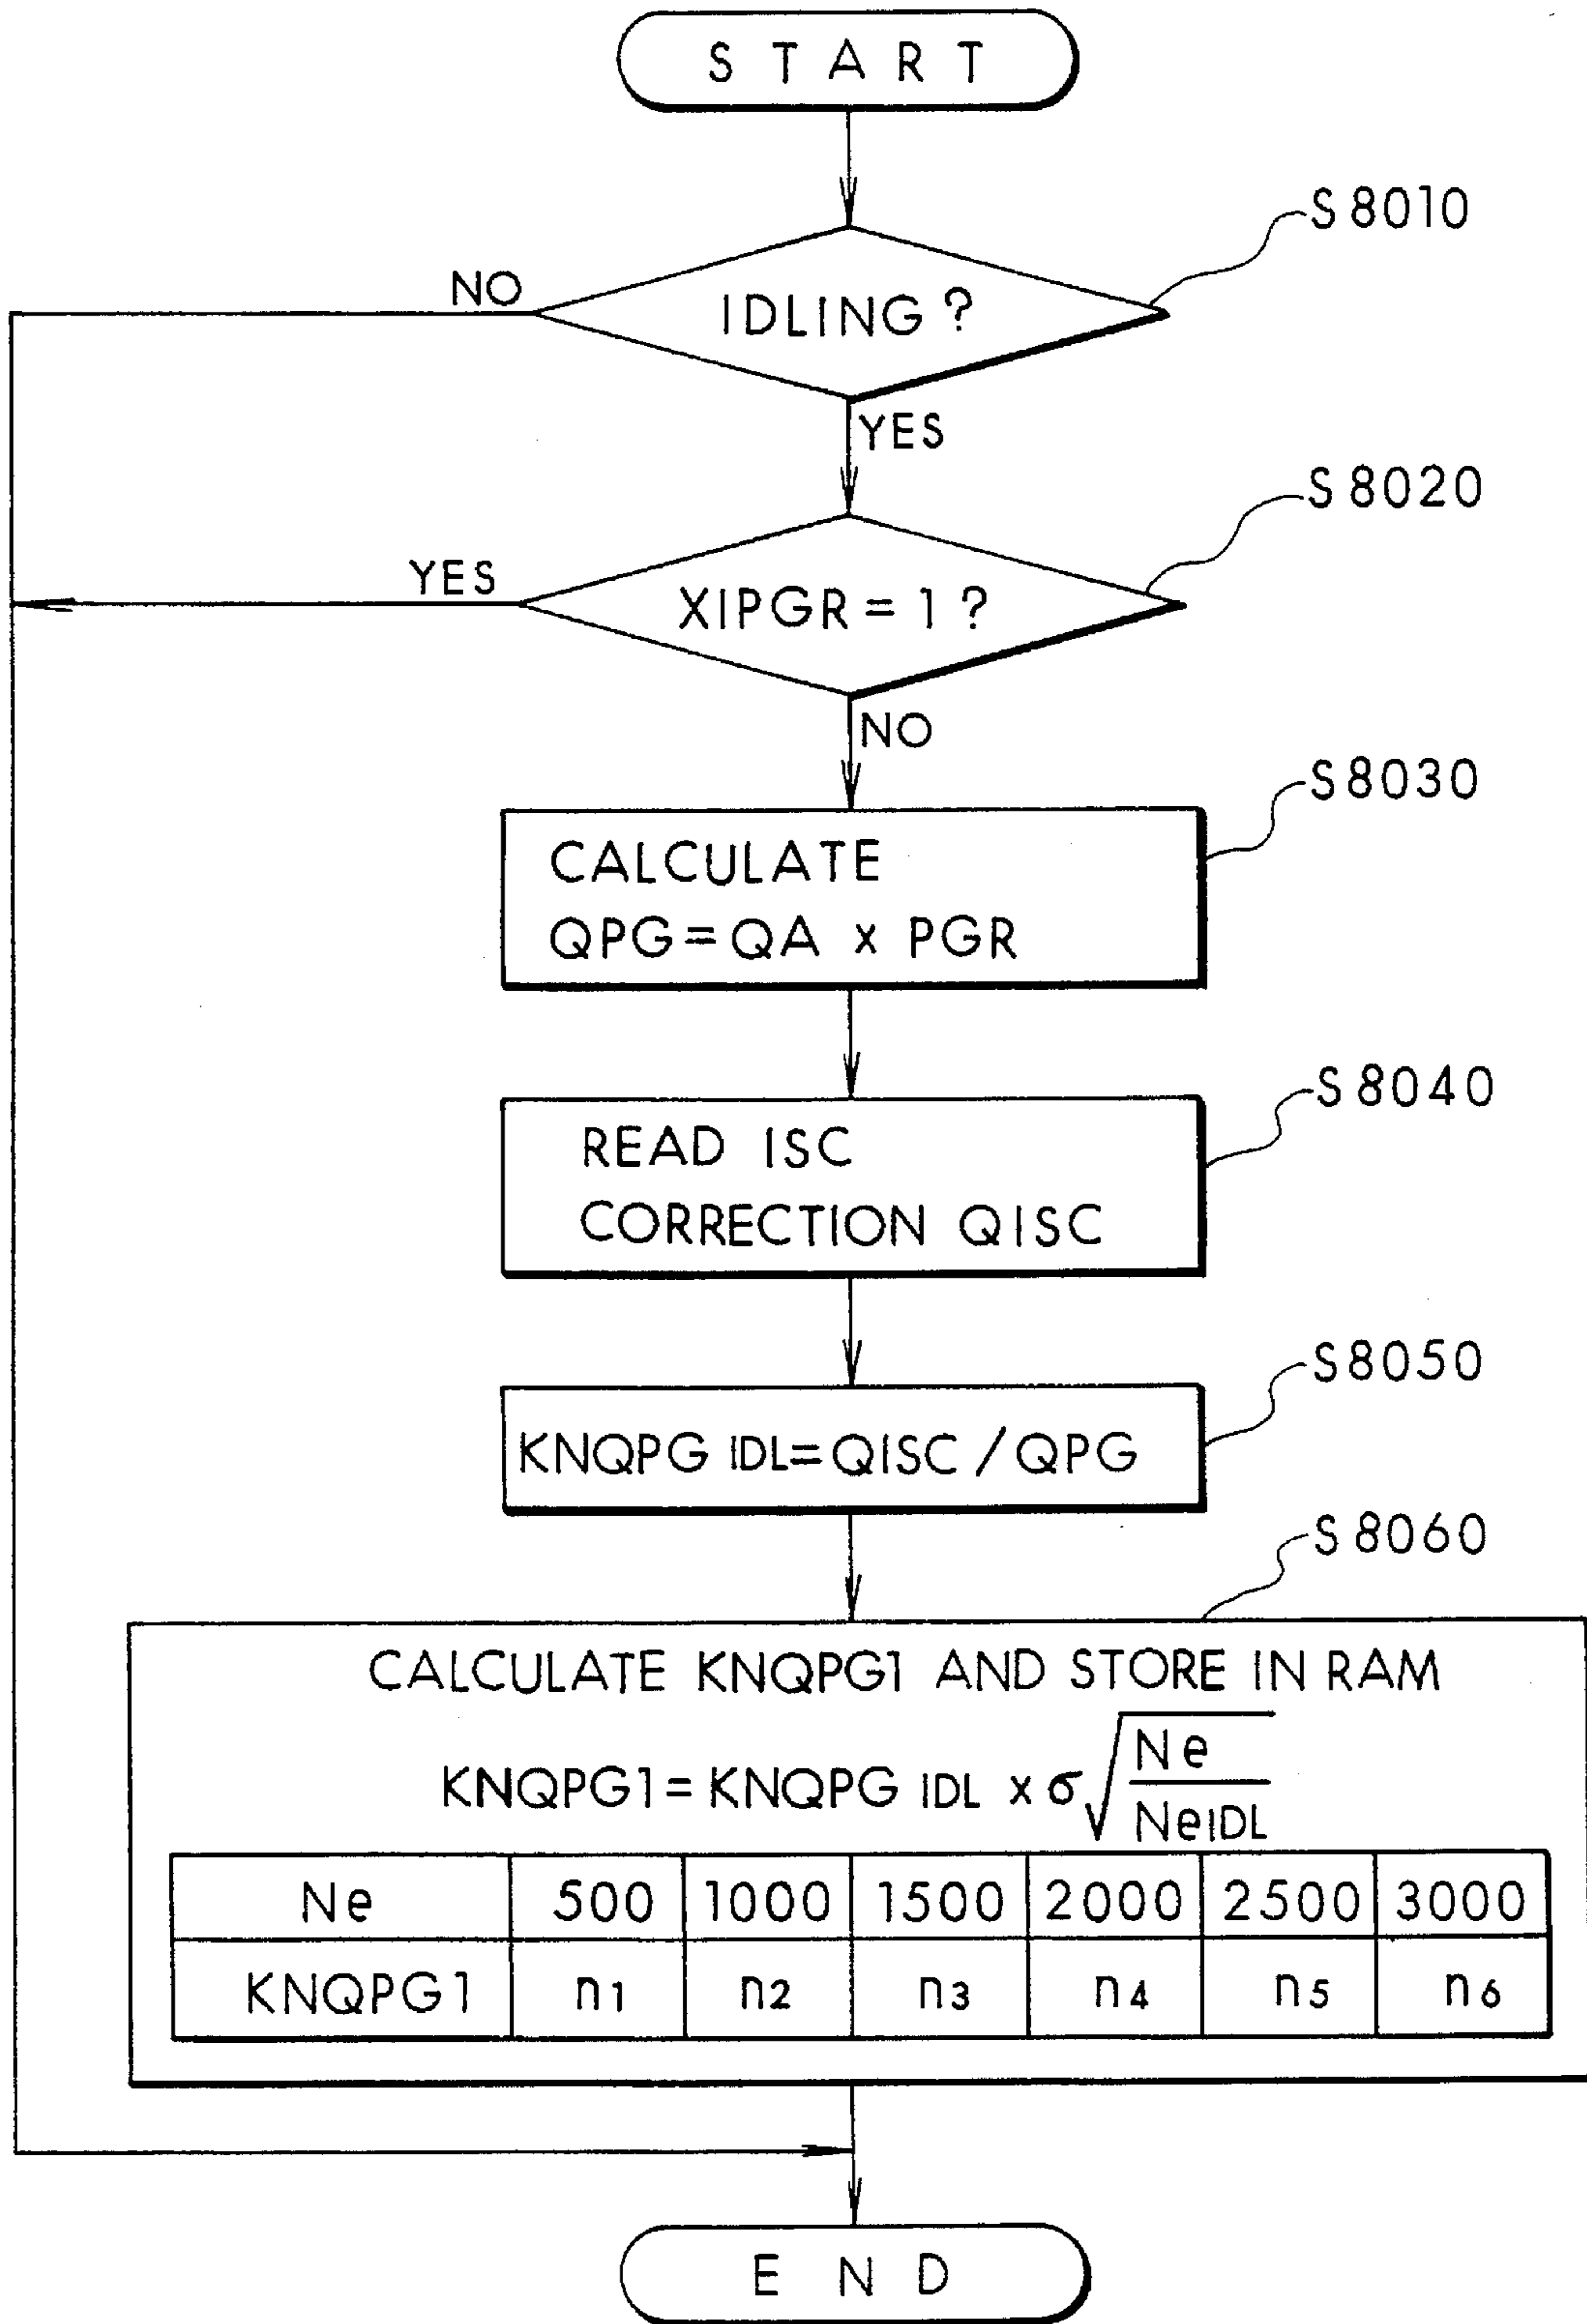 START
S8010
NO
IDLING ?
YES
S8020
YES
XIPGR = 1 ?
NO
S8030
CALCULATE
QPG = QA x PGR
S8040
READ ISC
CORRECTION QISC
S8050
KNQPG IDL = QISC / QPG
S8060
CALCULATE KNQPG1 AND STORE IN RAM
KNQPG1 = KNQPG IDL x σ√(Ne/NeIDL)
Ne 500 1000 1500 2000 2500 3000
KNQPG1 n1 n2 n3 n4 n5 n6
END